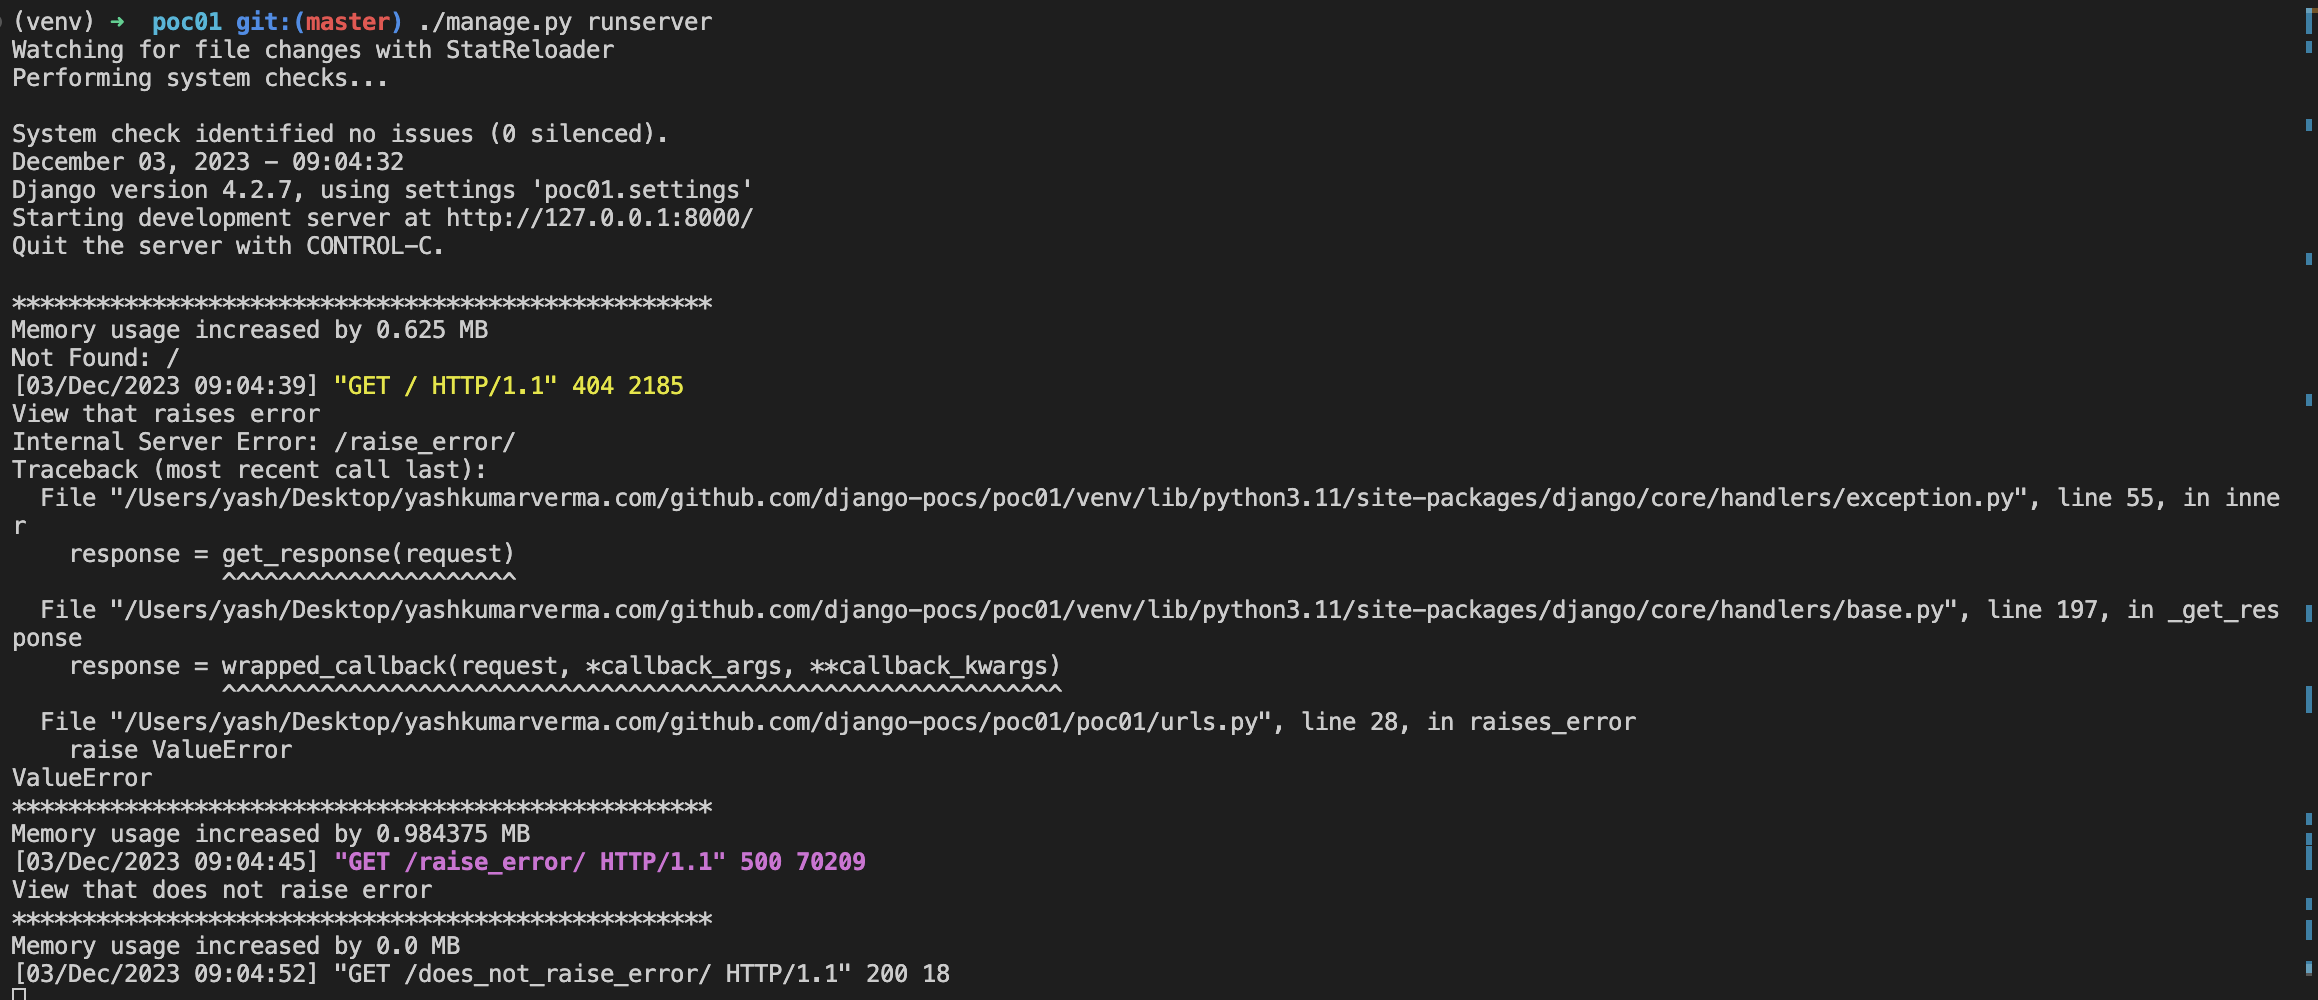 (venv) ➜  poc01 git:(master) ./manage.py runserver
Watching for file changes with StatReloader
Performing system checks...

System check identified no issues (0 silenced).
December 03, 2023 - 09:04:32
Django version 4.2.7, using settings 'poc01.settings'
Starting development server at http://127.0.0.1:8000/
Quit the server with CONTROL-C.

**************************************************
Memory usage increased by 0.625 MB
Not Found: /
[03/Dec/2023 09:04:39] "GET / HTTP/1.1" 404 2185
View that raises error
Internal Server Error: /raise_error/
Traceback (most recent call last):
  File "/Users/yash/Desktop/yashkumarverma.com/github.com/django-pocs/poc01/venv/lib/python3.11/site-packages/django/core/handlers/exception.py", line 55, in inne
r
    response = get_response(request)
               ^^^^^^^^^^^^^^^^^^^^^
  File "/Users/yash/Desktop/yashkumarverma.com/github.com/django-pocs/poc01/venv/lib/python3.11/site-packages/django/core/handlers/base.py", line 197, in _get_res
ponse
    response = wrapped_callback(request, *callback_args, **callback_kwargs)
               ^^^^^^^^^^^^^^^^^^^^^^^^^^^^^^^^^^^^^^^^^^^^^^^^^^^^^^^^^^^^
  File "/Users/yash/Desktop/yashkumarverma.com/github.com/django-pocs/poc01/poc01/urls.py", line 28, in raises_error
    raise ValueError
ValueError
**************************************************
Memory usage increased by 0.984375 MB
[03/Dec/2023 09:04:45] "GET /raise_error/ HTTP/1.1" 500 70209
View that does not raise error
**************************************************
Memory usage increased by 0.0 MB
[03/Dec/2023 09:04:52] "GET /does_not_raise_error/ HTTP/1.1" 200 18